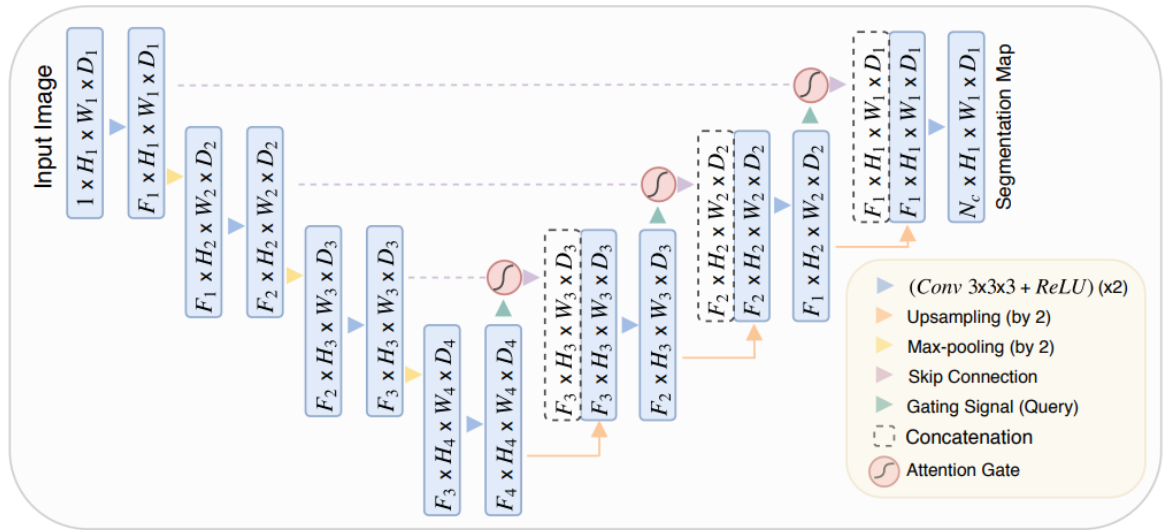 Input Image
1 x H₁ x W₁ x D₁
F₁ x H₁ x W₁ x D₁
F₁ x H₂ x W₂ x D₂
F₂ x H₂ x W₂ x D₂
F₂ x H₃ x W₃ x D₃
F₃ x H₃ x W₃ x D₃
F₃ x H₄ x W₄ x D₄
F₄ x H₄ x W₄ x D₄
F₃ x H₃ x W₃ x D₃
F₃ x H₃ x W₃ x D₃
F₂ x H₃ x W₃ x D₃
F₂ x H₂ x W₂ x D₂
F₂ x H₂ x W₂ x D₂
F₁ x H₂ x W₂ x D₂
F₁ x H₁ x W₁ x D₁
F₁ x H₁ x W₁ x D₁
N꜀ x H₁ x W₁ x D₁
Segmentation Map
(Conv 3x3x3 + ReLU) (x2)
Upsampling (by 2)
Max-pooling (by 2)
Skip Connection
Gating Signal (Query)
Concatenation
Attention Gate